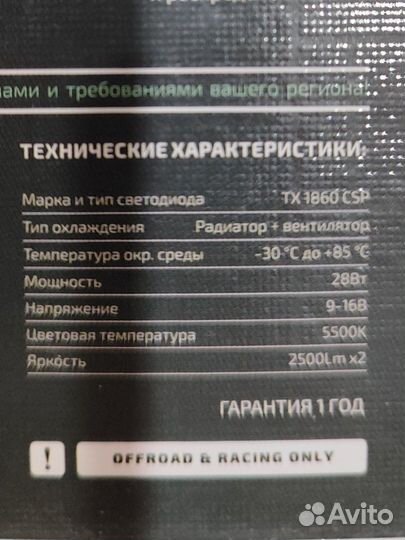 и требованиями вашего региона.
ТЕХНИЧЕСКИЕ ХАРАКТЕРИСТИКИ:
Марка и тип светодиода TX 1860 CSP
Тип охлаждения Радиатор + вентилятор
Температура окр. среды -30 °C до +85 °C
Мощность 28Вт
Напряжение 9-16В
Цветовая температура 5500К
Яркость 2500Lm x2
ГАРАНТИЯ 1 ГОД
! OFFROAD & RACING ONLY
Avito